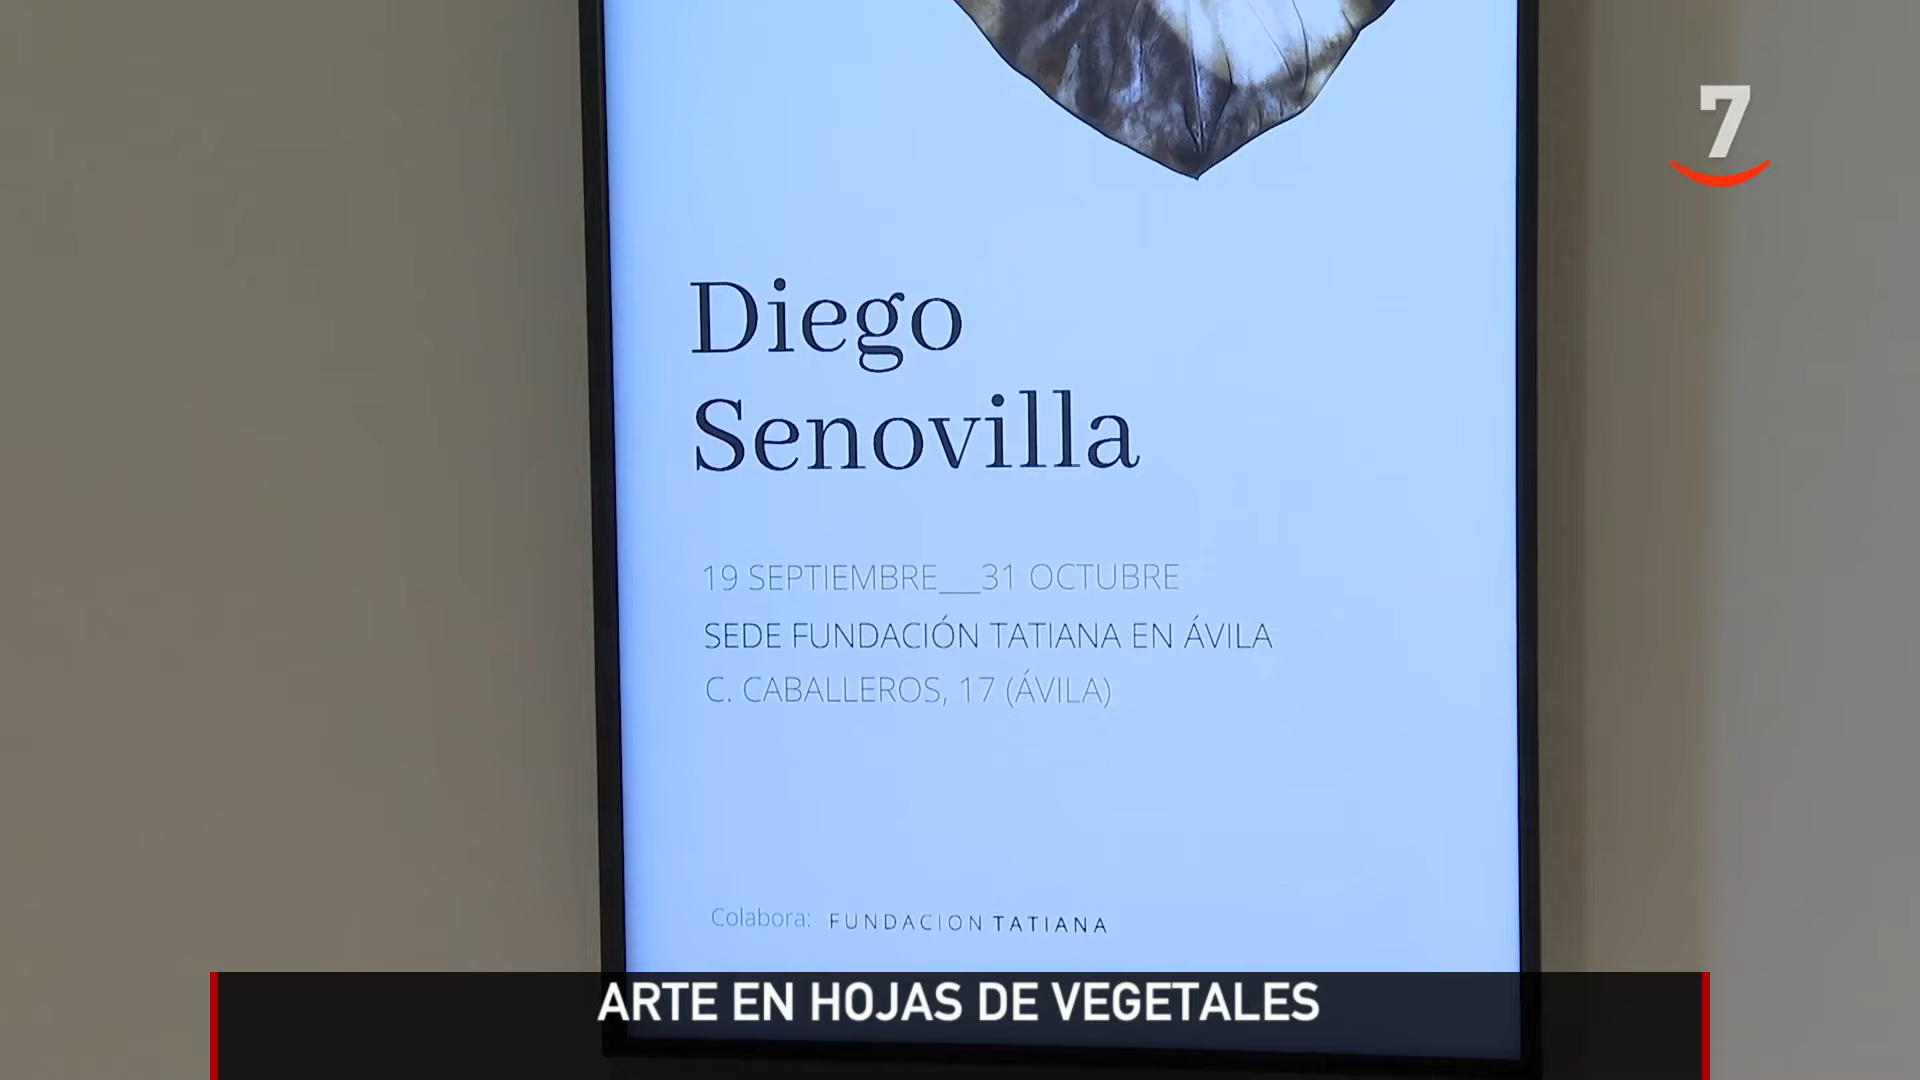 7
Diego
Senovilla
19 SEPTIEMBRE__31 OCTUBRE
SEDE FUNDACIÓN TATIANA EN ÁVILA
C. CABALLEROS, 17 (ÁVILA)
Colabora: FUNDACION TATIANA
ARTE EN HOJAS DE VEGETALES